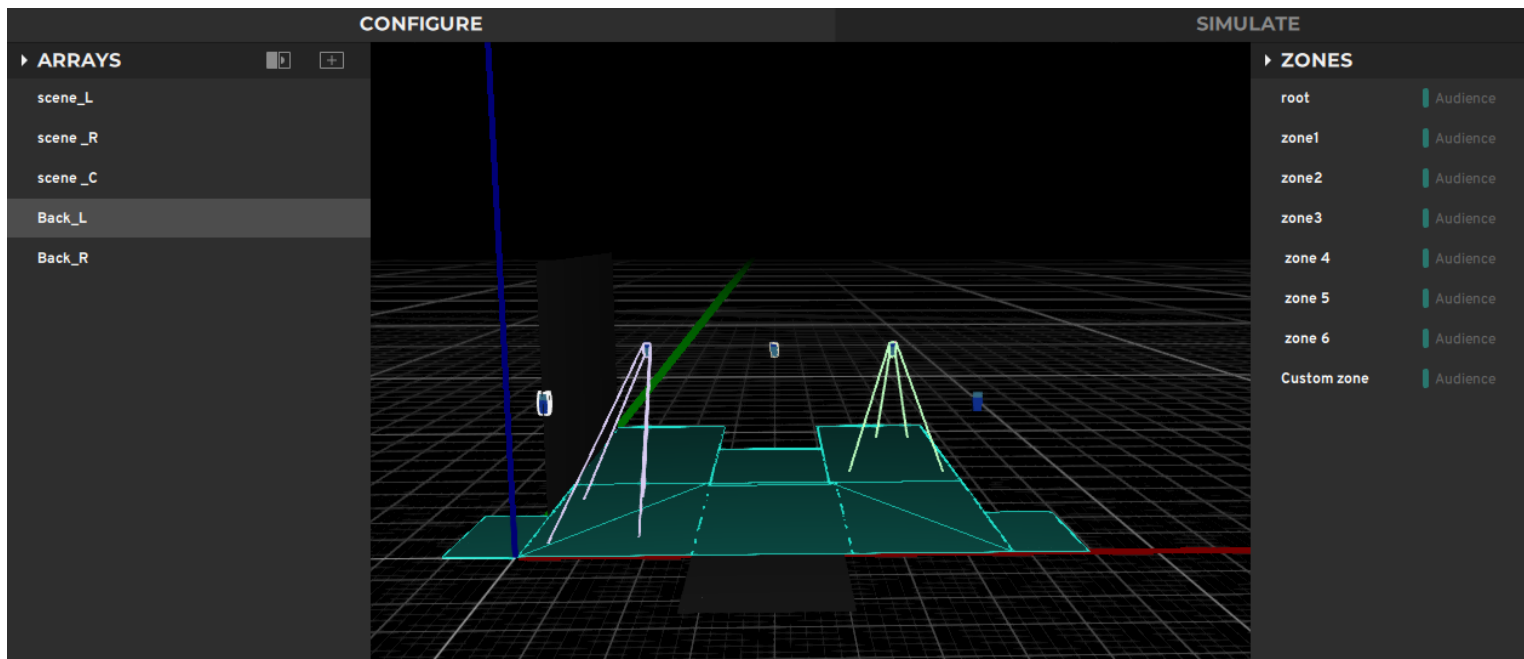 CONFIGURE
SIMULATE
ARRAYS
scene_L
scene _R
scene _C
Back_L
Back_R
ZONES
root Audience
zone1 Audience
zone2 Audience
zone3 Audience
zone 4 Audience
zone 5 Audience
zone 6 Audience
Custom zone Audience